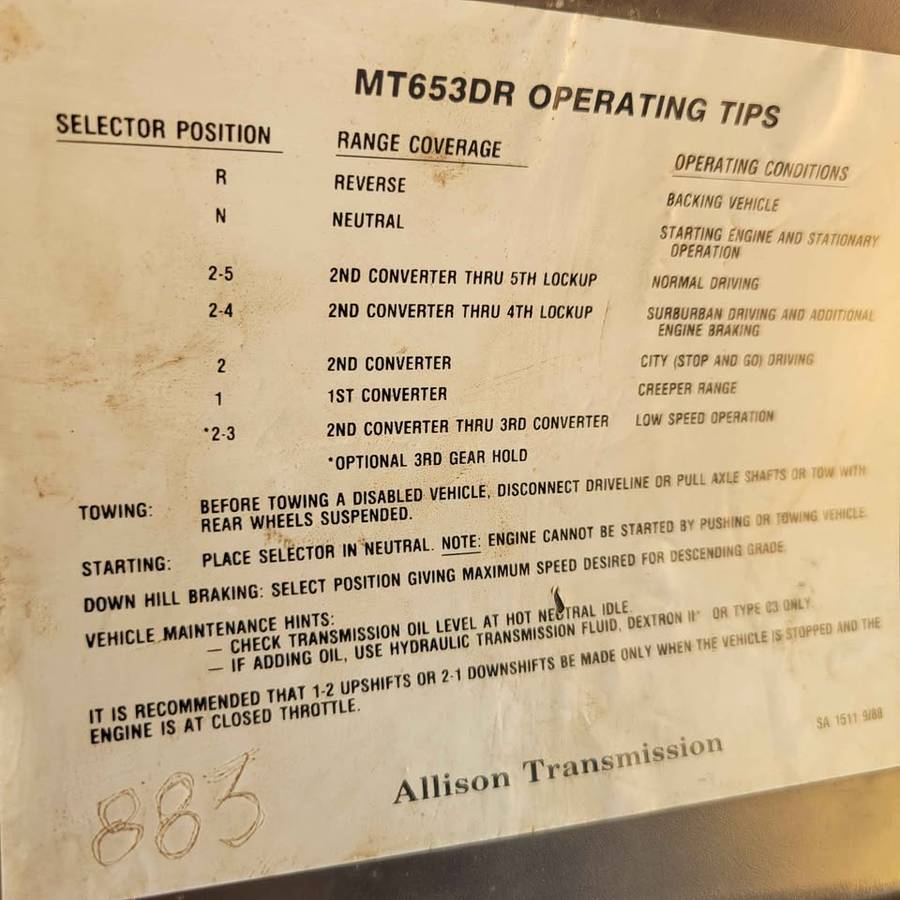 MT653DR OPERATING TIPS
SELECTOR POSITION RANGE COVERAGE OPERATING CONDITIONS
R REVERSE BACKING VEHICLE
N NEUTRAL STARTING ENGINE AND STATIONARY
OPERATION
2-5 2ND CONVERTER THRU 5TH LOCKUP NORMAL DRIVING
2-4 2ND CONVERTER THRU 4TH LOCKUP SURBURBAN DRIVING AND ADDITIONAL
ENGINE BRAKING
2 2ND CONVERTER CITY (STOP AND GO) DRIVING
1 1ST CONVERTER CREEPER RANGE
*2-3 2ND CONVERTER THRU 3RD CONVERTER LOW SPEED OPERATION
*OPTIONAL 3RD GEAR HOLD
TOWING: BEFORE TOWING A DISABLED VEHICLE, DISCONNECT DRIVELINE OR PULL AXLE SHAFTS OR TOW WITH
REAR WHEELS SUSPENDED.
STARTING: PLACE SELECTOR IN NEUTRAL. NOTE: ENGINE CANNOT BE STARTED BY PUSHING OR TOWING VEHICLE.
DOWN HILL BRAKING: SELECT POSITION GIVING MAXIMUM SPEED DESIRED FOR DESCENDING GRADE.
VEHICLE MAINTENANCE HINTS:
— CHECK TRANSMISSION OIL LEVEL AT HOT NEUTRAL IDLE.
— IF ADDING OIL, USE HYDRAULIC TRANSMISSION FLUID, DEXTRON II* OR TYPE C3 ONLY.
IT IS RECOMMENDED THAT 1-2 UPSHIFTS OR 2-1 DOWNSHIFTS BE MADE ONLY WHEN THE VEHICLE IS STOPPED AND THE
ENGINE IS AT CLOSED THROTTLE.
SA 1511 9/88
Allison Transmission
883